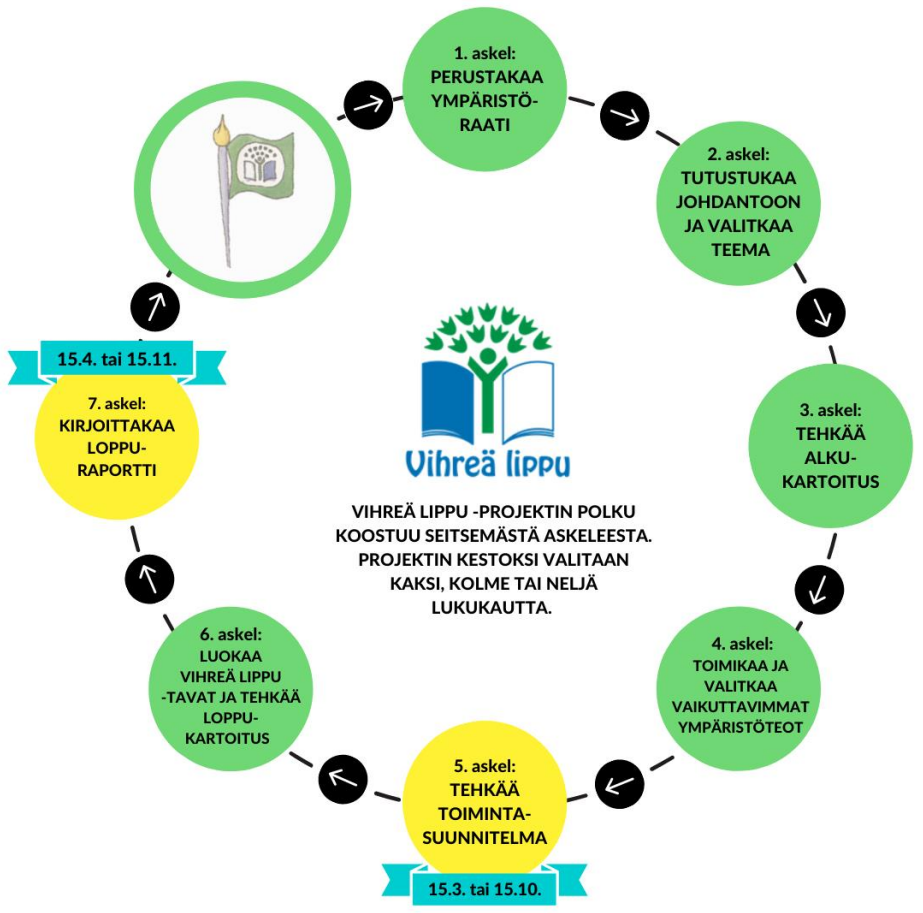 1. askel:
PERUSTAKAA
YMPÄRISTÖ-
RAATI
2. askel:
TUTUSTUKAA
JOHDANTOON
JA VALITKAA
TEEMA
3. askel:
TEHKÄÄ
ALKU-
KARTOITUS
4. askel:
TOIMIKAA JA
VALITKAA
VAIKUTTAVIMMAT
YMPÄRISTÖTEOT
5. askel:
TEHKÄÄ
TOIMINTA-
SUUNNITELMA
15.3. tai 15.10.
6. askel:
LUOKAA
VIHREÄ LIPPU
-TAVAT JA TEHKÄÄ
LOPPU-
KARTOITUS
15.4. tai 15.11.
7. askel:
KIRJOITTAKAA
LOPPU-
RAPORTTI
Vihreä lippu
VIHREÄ LIPPU -PROJEKTIN POLKU
KOOSTUU SEITSEMÄSTÄ ASKELEESTA.
PROJEKTIN KESTOKSI VALITAAN
KAKSI, KOLME TAI NELJÄ
LUKUKAUTTA.